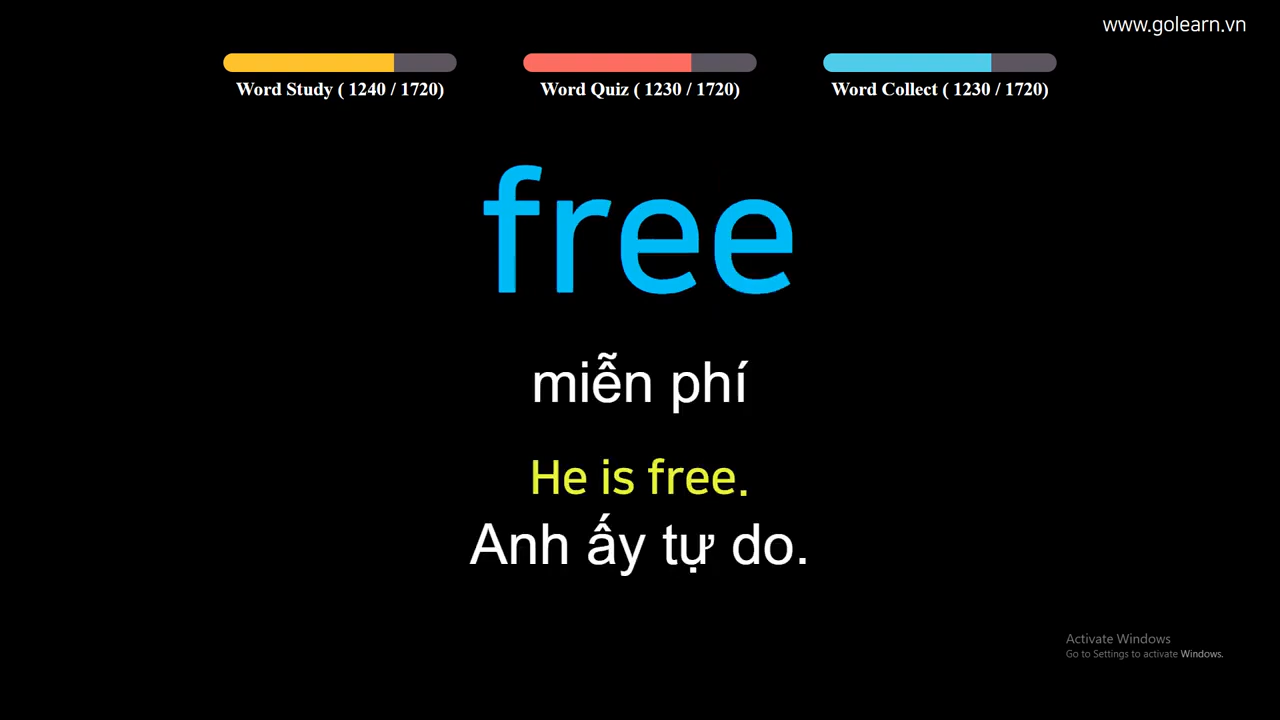 www.golearn.vn
Word Study ( 1240 / 1720)
Word Quiz ( 1230 / 1720)
Word Collect ( 1230 / 1720)
free
miễn phí
He is free.
Anh ấy tự do.
Activate Windows
Go to Settings to activate Windows.